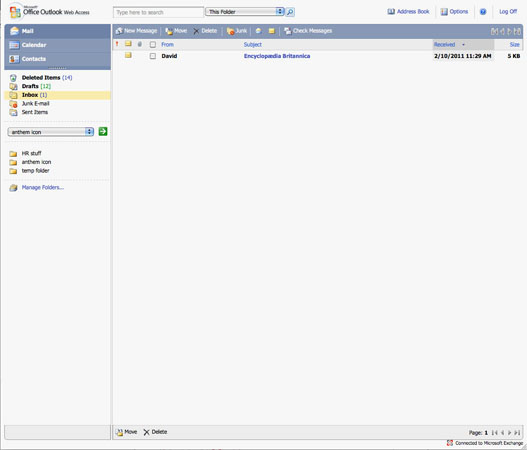 Microsoft
Office Outlook Web Access
Type here to search
This Folder
Address Book
Options
Log Off
Mail
Calendar
Contacts
New Message Move Delete Junk Check Messages
! From Subject Received Size
David Encyclopædia Britannica 2/10/2011 11:29 AM 5 KB
Deleted Items (14)
Drafts [12]
Inbox (1)
Junk E-mail
Sent Items
anthem icon
HR stuff
anthem icon
temp folder
Manage Folders...
Move Delete
Page: 1
Connected to Microsoft Exchange